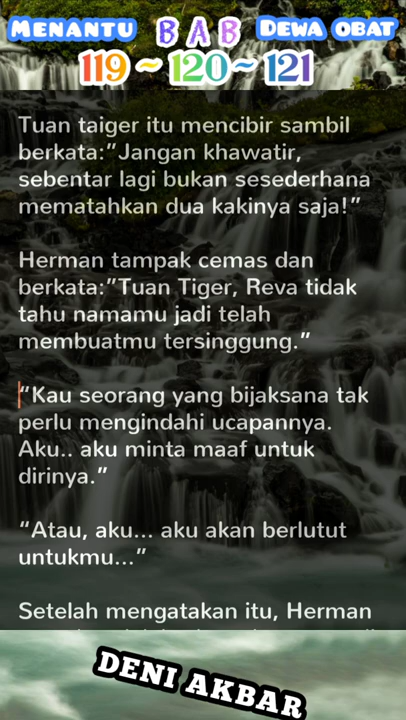 MENANTU BAB DEWA OBAT
119 ~ 120 ~ 121
Tuan taiger itu mencibir sambil
berkata:"Jangan khawatir,
sebentar lagi bukan sesederhana
mematahkan dua kakinya saja!"
Herman tampak cemas dan
berkata:"Tuan Tiger, Reva tidak
tahu namamu jadi telah
membuatmu tersinggung."
"Kau seorang yang bijaksana tak
perlu mengindahi ucapannya.
Aku.. aku minta maaf untuk
dirinya."
"Atau, aku... aku akan berlutut
untukmu..."
Setelah mengatakan itu, Herman
DENI AKBAR